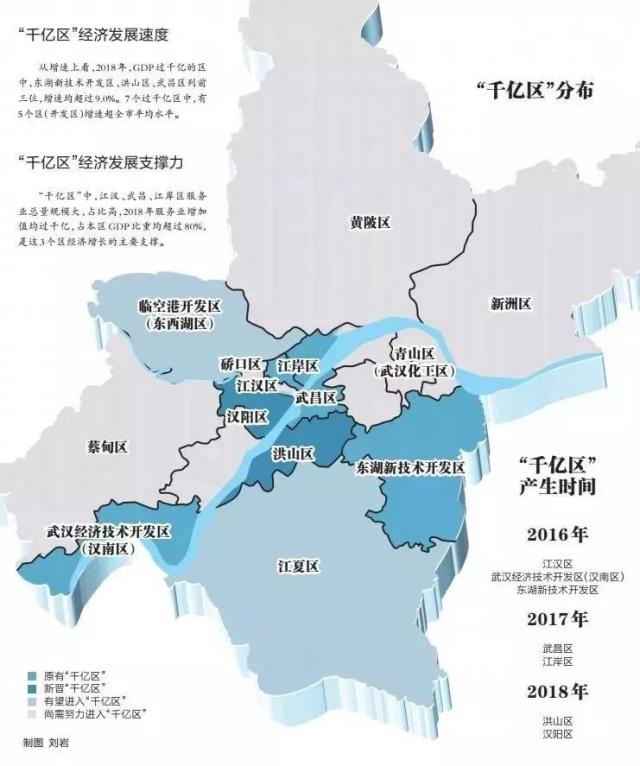 “千亿区”经济发展速度
从增速上看,2018年,GDP过千亿的区
中,东湖新技术开发区、洪山区、武昌区列前
三位,增速均超过9.0%。7个过千亿区中,有
5个区(开发区)增速超全市平均水平。
“千亿区”经济发展支撑力
“千亿区”中,江汉、武昌、江岸区服务
业总量规模大,占比高,2018年服务业增加
值均过千亿,占本区GDP比重均超过80%,
是这3个区经济增长的主要支撑。
“千亿区”分布
黄陂区
新洲区
临空港开发区
(东西湖区)
硚口区
江岸区
青山区
(武汉化工区)
江汉区
武昌区
汉阳区
蔡甸区
洪山区
东湖新技术开发区
武汉经济技术开发区
(汉南区)
江夏区
“千亿区”
产生时间
2016年
江汉区
武汉经济技术开发区(汉南区)
东湖新技术开发区
2017年
武昌区
江岸区
2018年
洪山区
汉阳区
原有“千亿区”
新晋“千亿区”
有望进入“千亿区”
尚需努力进入“千亿区”
制图 刘岩